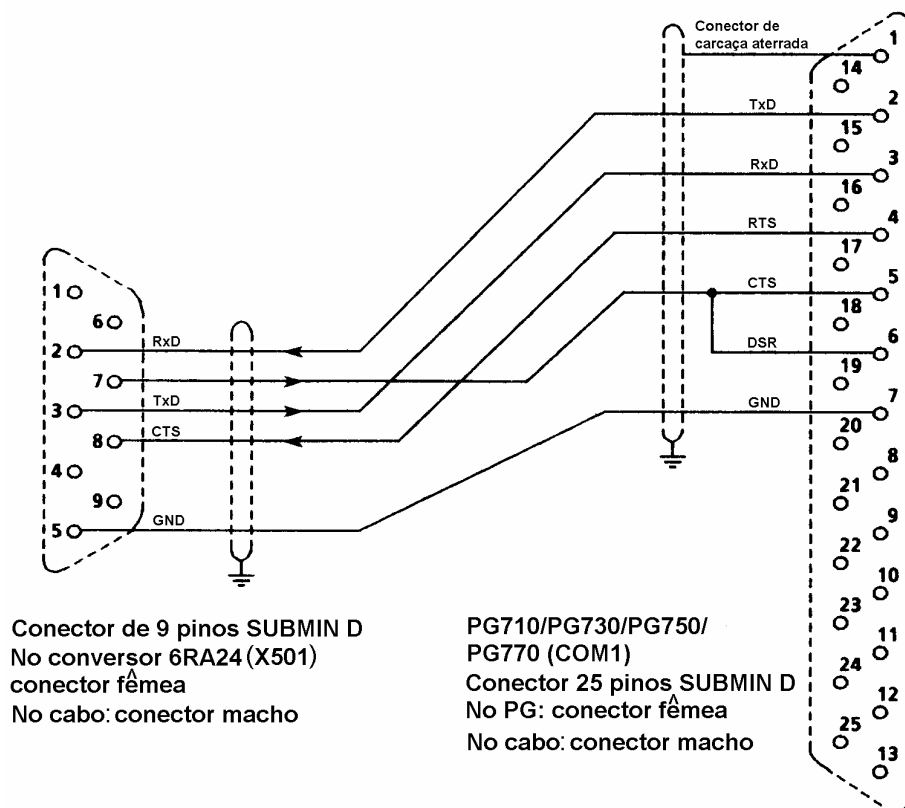 Conector de
carcaça aterrada
1
14
TxD
2
15
RxD
3
16
RTS
4
17
CTS
5
18
DSR
6
19
GND
7
20
8
21
9
22
10
23
11
24
12
25
13
1
6
2
RxD
7
3
TxD
8
CTS
4
9
5
GND
Conector de 9 pinos SUBMIN D
No conversor 6RA24 (X501)
conector fêmea
No cabo: conector macho
PG710/PG730/PG750/
PG770 (COM1)
Conector 25 pinos SUBMIN D
No PG: conector fêmea
No cabo: conector macho